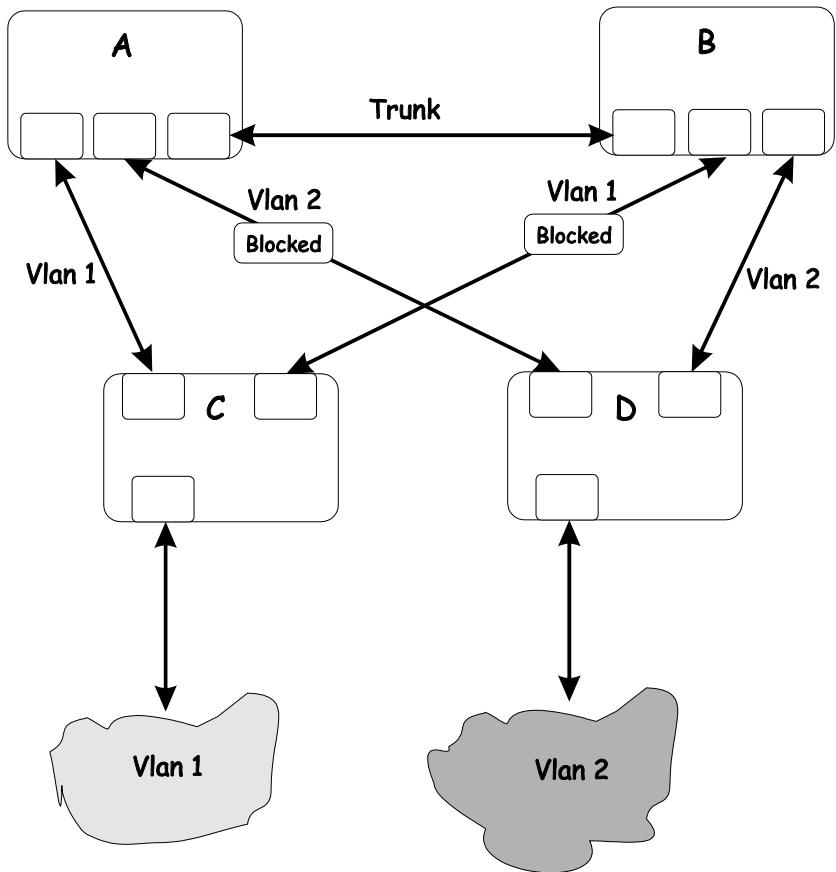 A
B
Trunk
Vlan 2
Vlan 1
Blocked
Blocked
Vlan 1
Vlan 2
C
D
Vlan 1
Vlan 2